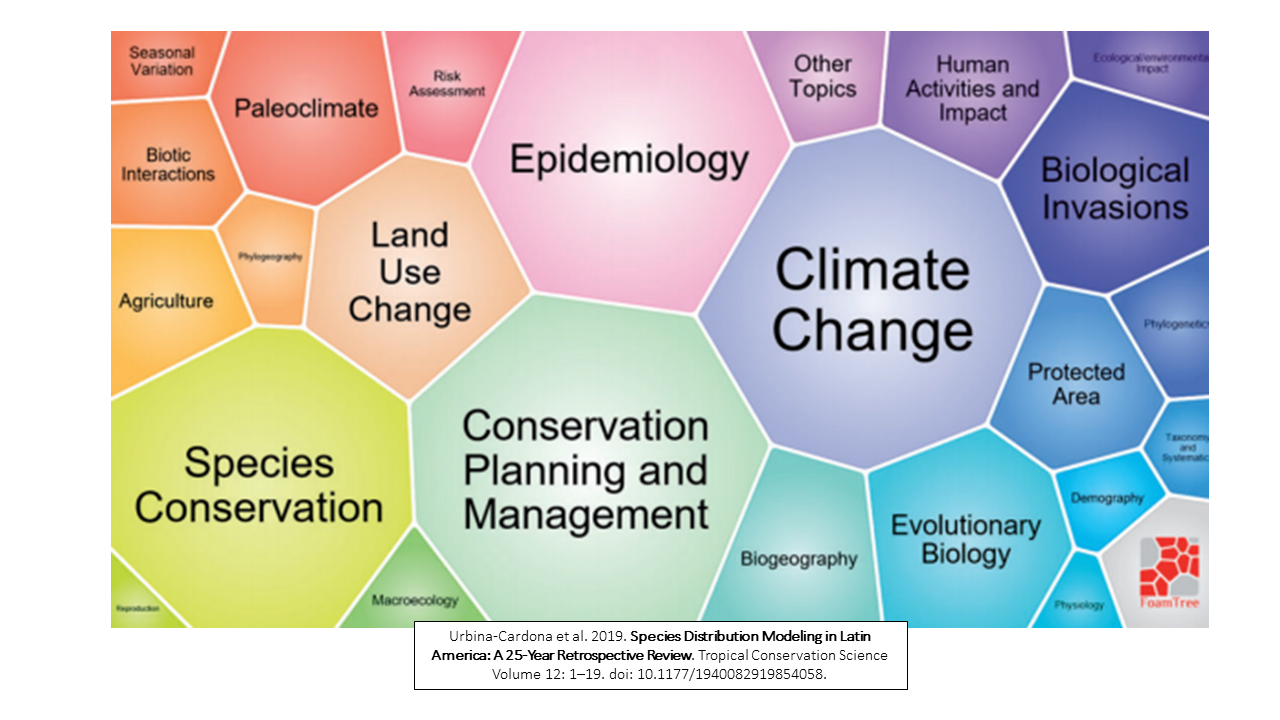 Seasonal
Variation
Paleoclimate
Risk
Assessment
Epidemiology
Other
Topics
Human
Activities and
Impact
Ecological/environmenta
Impact
Biotic
Interactions
Biological
Invasions
Phylogeography
Land
Use
Change
Climate
Change
Agriculture
Phylogenetic
Protected
Area
Species
Conservation
Conservation
Planning and
Management
Taxonomy
and
Systematic
Demography
Evolutionary
Biology
Biogeography
Macroecology
Reproduction
Physiology
FoamTree
Urbina-Cardona et al. 2019. Species Distribution Modeling in Latin
America: A 25-Year Retrospective Review. Tropical Conservation Science
Volume 12: 1–19. doi: 10.1177/1940082919854058.